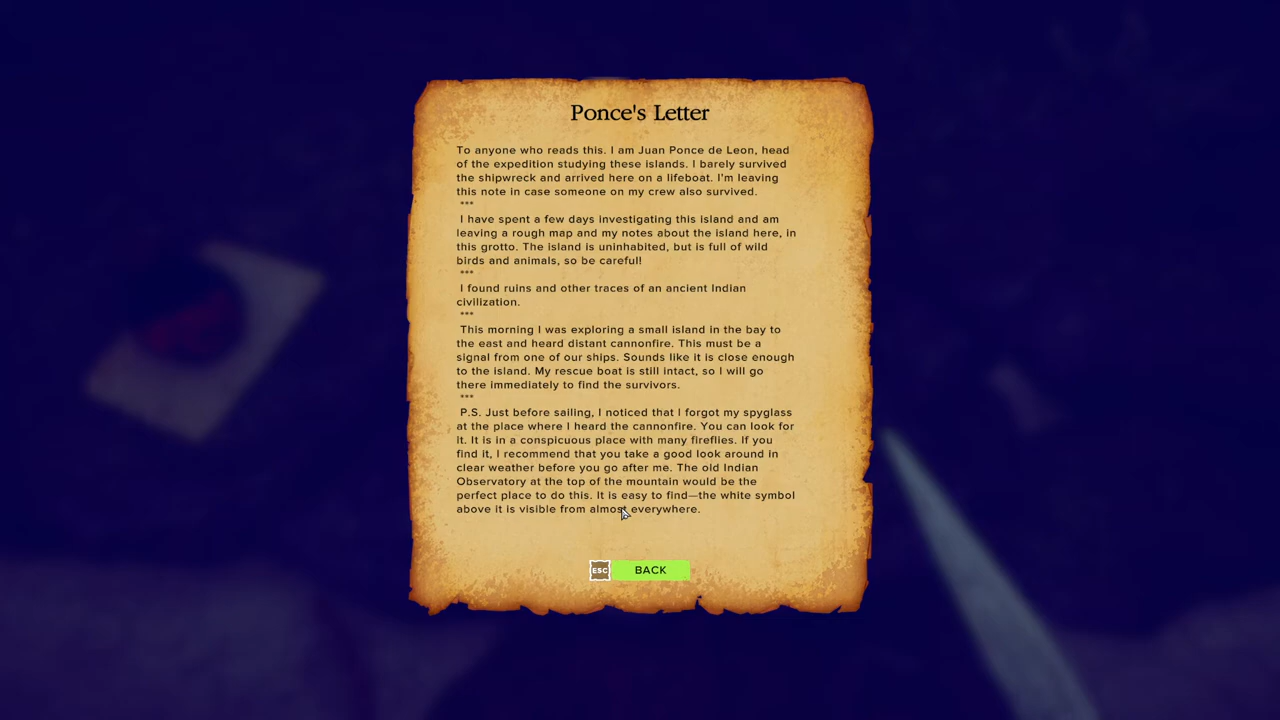 Ponce's Letter
To anyone who reads this. I am Juan Ponce de Leon, head
of the expedition studying these islands. I barely survived
the shipwreck and arrived here on a lifeboat. I'm leaving
this note in case someone on my crew also survived.
***
I have spent a few days investigating this island and am
leaving a rough map and my notes about the island here, in
this grotto. The island is uninhabited, but is full of wild
birds and animals, so be careful!
***
I found ruins and other traces of an ancient Indian
civilization.
***
This morning I was exploring a small island in the bay to
the east and heard distant cannonfire. This must be a
signal from one of our ships. Sounds like it is close enough
to the island. My rescue boat is still intact, so I will go
there immediately to find the survivors.
***
P.S. Just before sailing, I noticed that I forgot my spyglass
at the place where I heard the cannonfire. You can look for
it. It is in a conspicuous place with many fireflies. If you
find it, I recommend that you take a good look around in
clear weather before you go after me. The old Indian
Observatory at the top of the mountain would be the
perfect place to do this. It is easy to find—the white symbol
above it is visible from almost everywhere.
ESC BACK